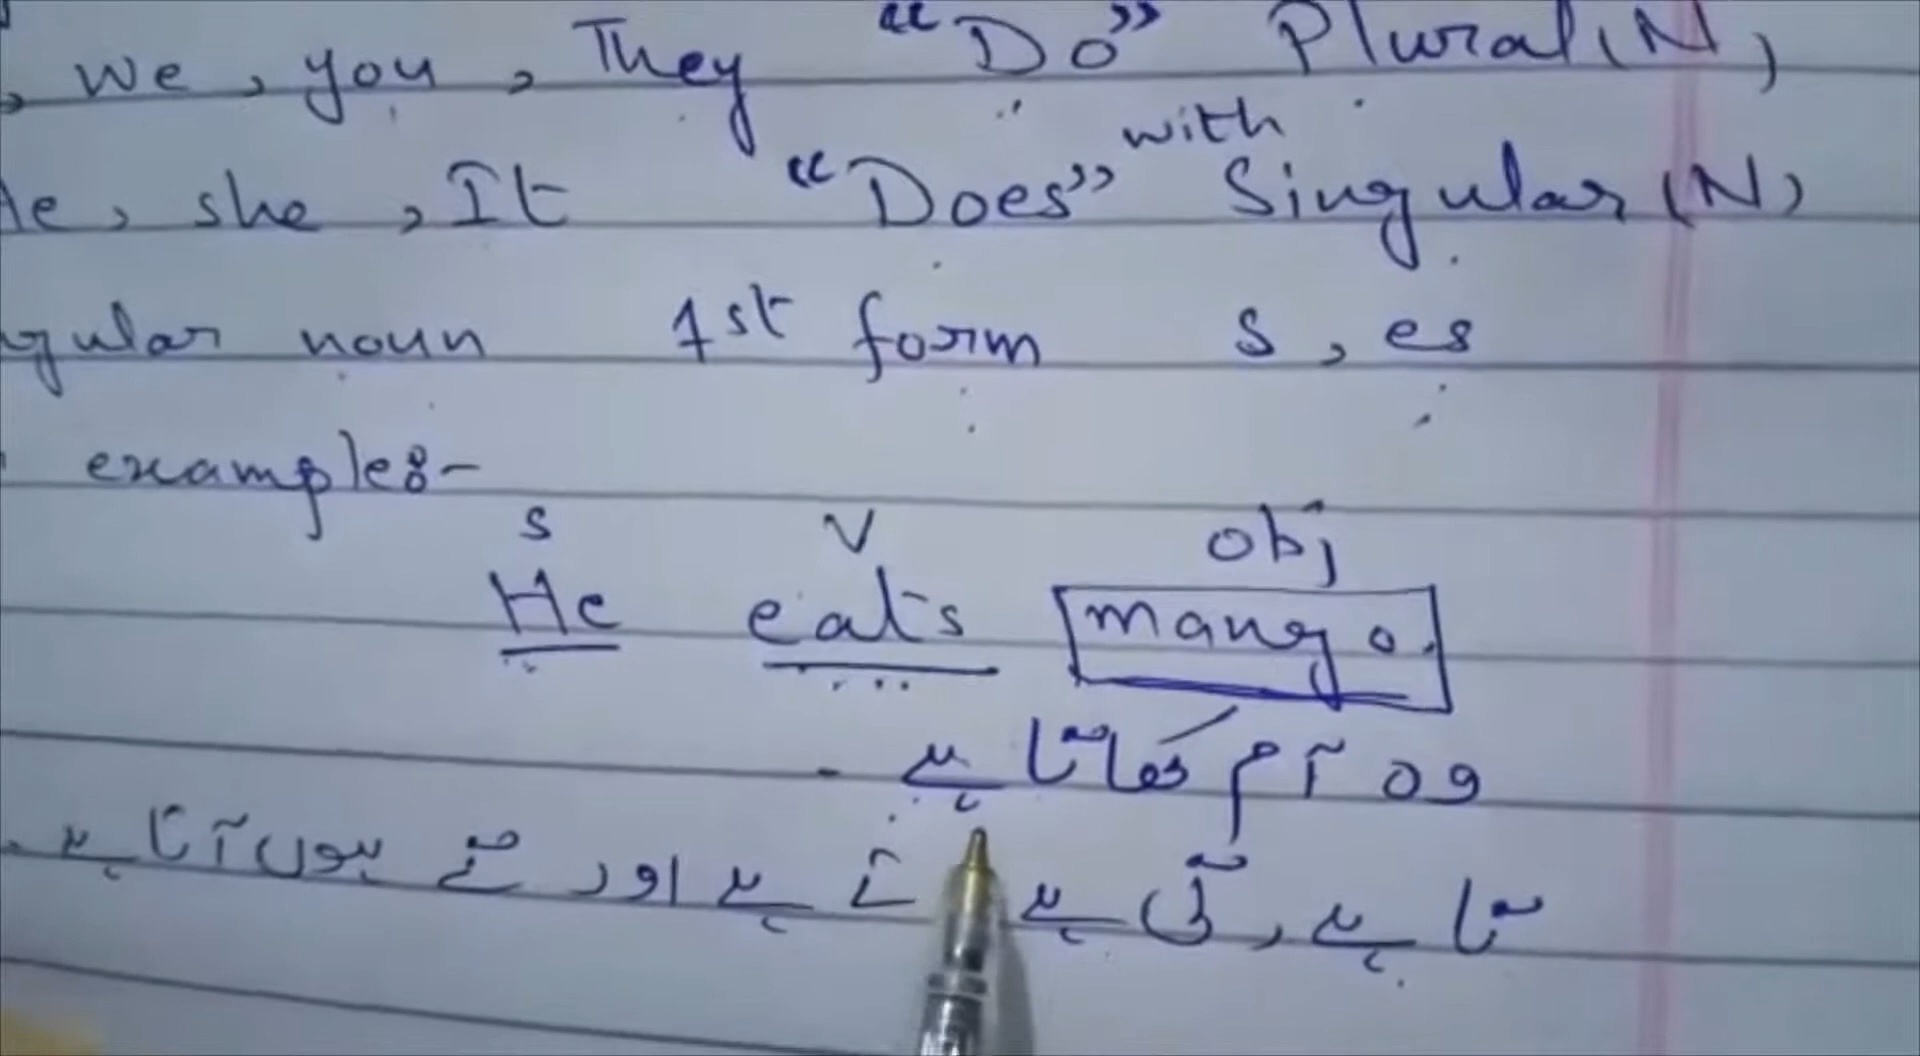 , we, you, They "Do" Plural (N)
with
He, she, It "Does" Singular (N)
gular noun 1st form s, es
examples:-
S V obj
He eats mango.
وہ آم کھاتا ہے -
تا ہے, تی ہے تے ہے اور تے ہوں آتا ہے -